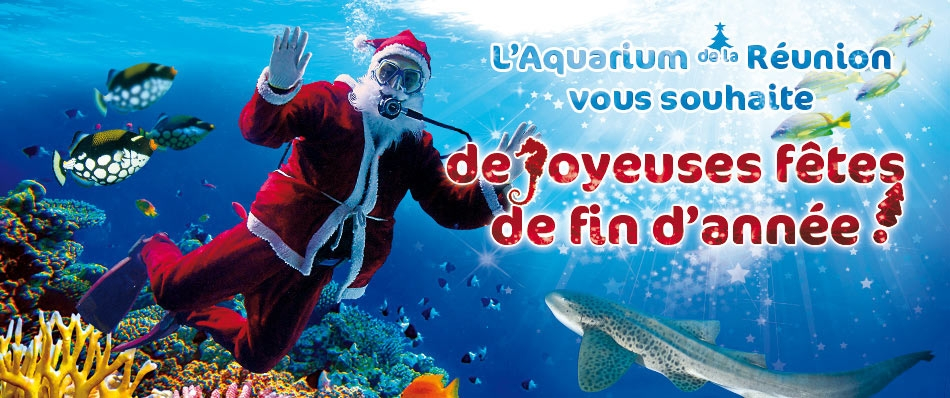 L'Aquarium de la Réunion
vous souhaite
de Joyeuses fêtes
de fin d'année !